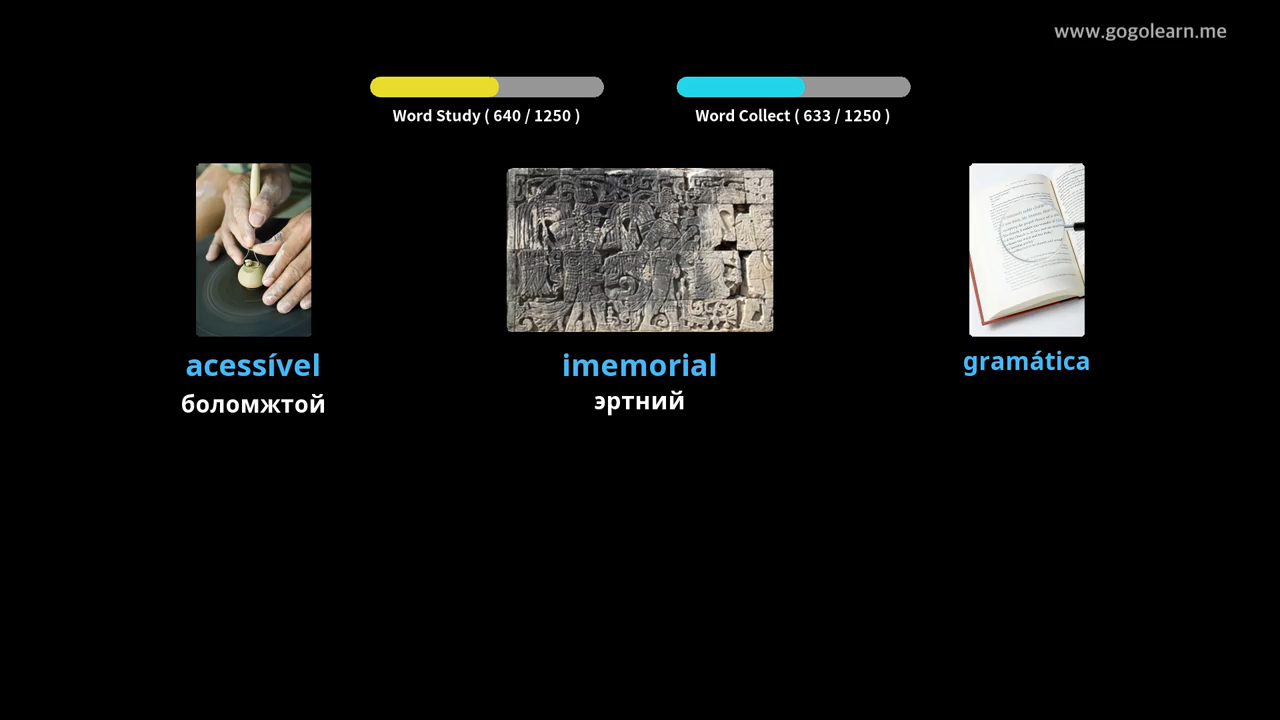 www.gogolearn.me
Word Study ( 640 / 1250 )
Word Collect ( 633 / 1250 )
acessível
боломжтой
imemorial
эртний
gramática